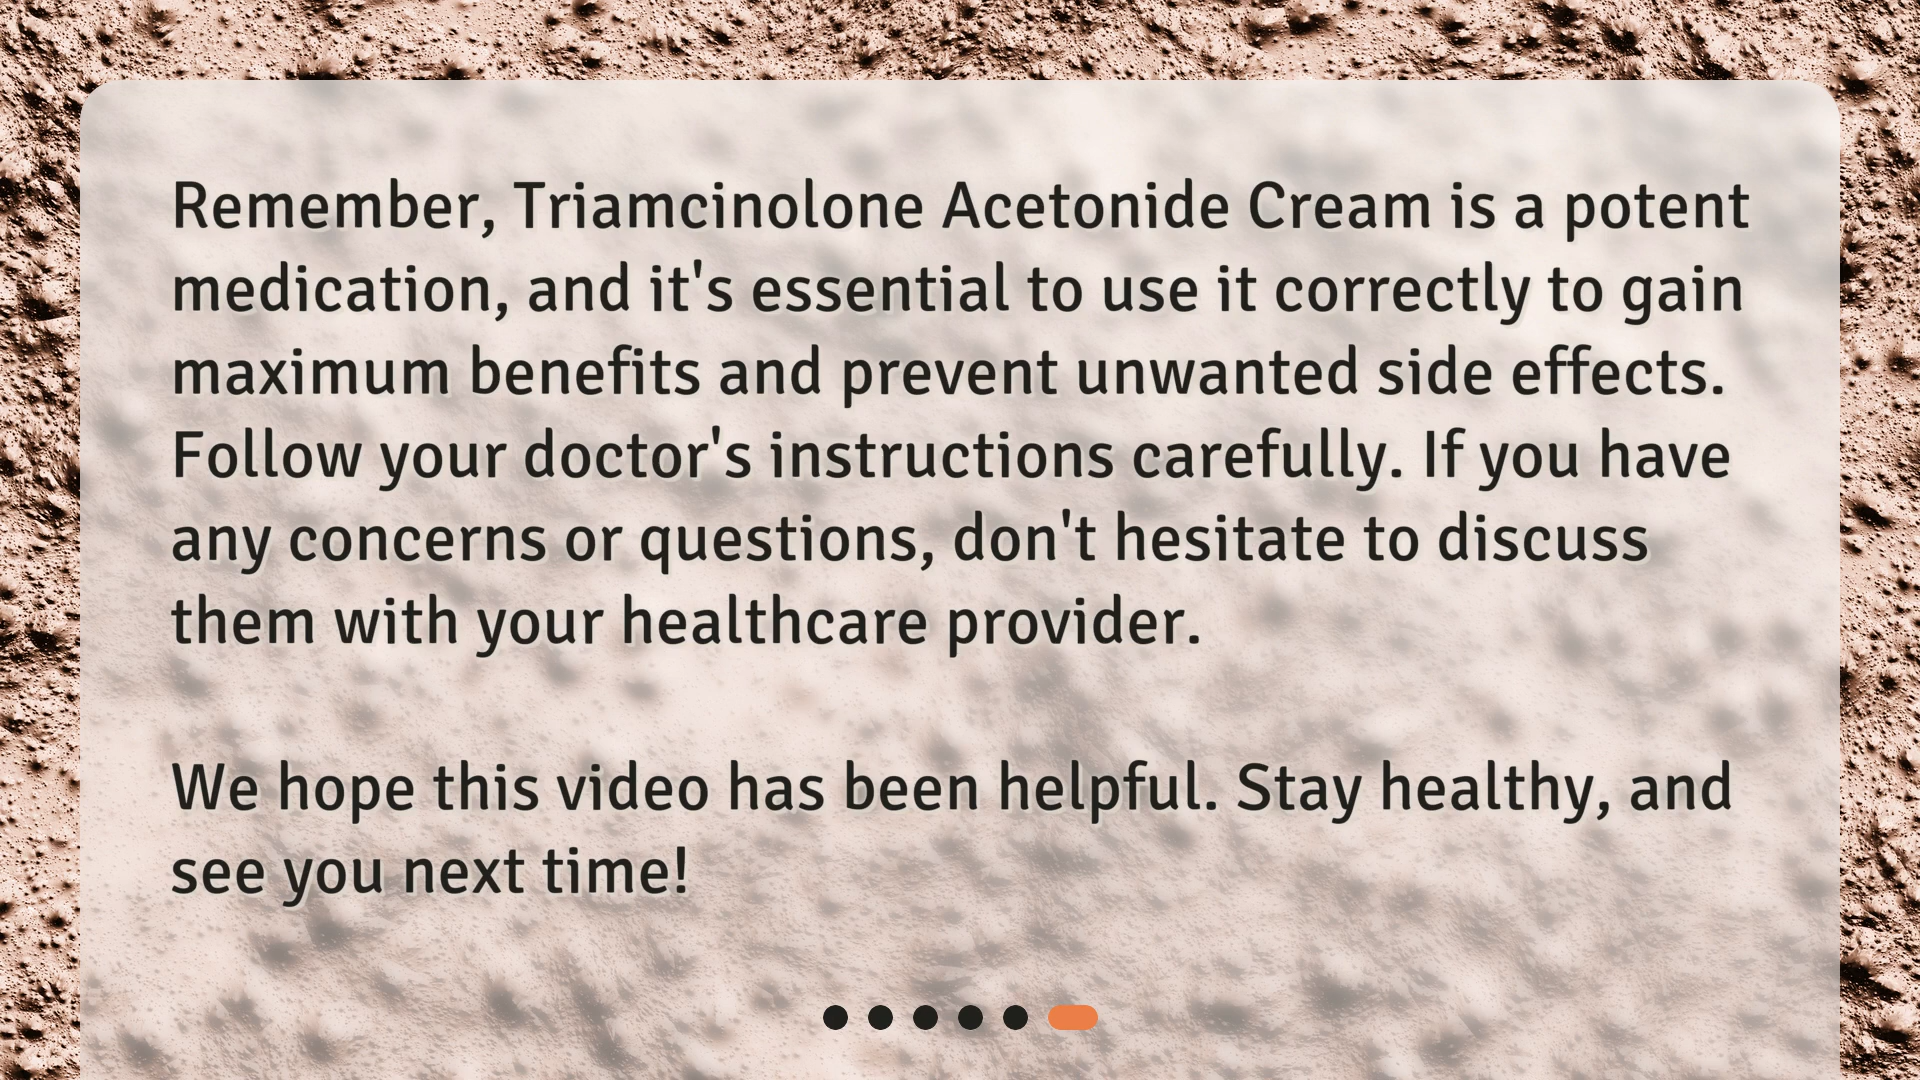 Remember, Triamcinolone Acetonide Cream is a potent
medication, and it's essential to use it correctly to gain
maximum benefits and prevent unwanted side effects.
Follow your doctor's instructions carefully. If you have
any concerns or questions, don't hesitate to discuss
them with your healthcare provider.
We hope this video has been helpful. Stay healthy, and
see you next time!